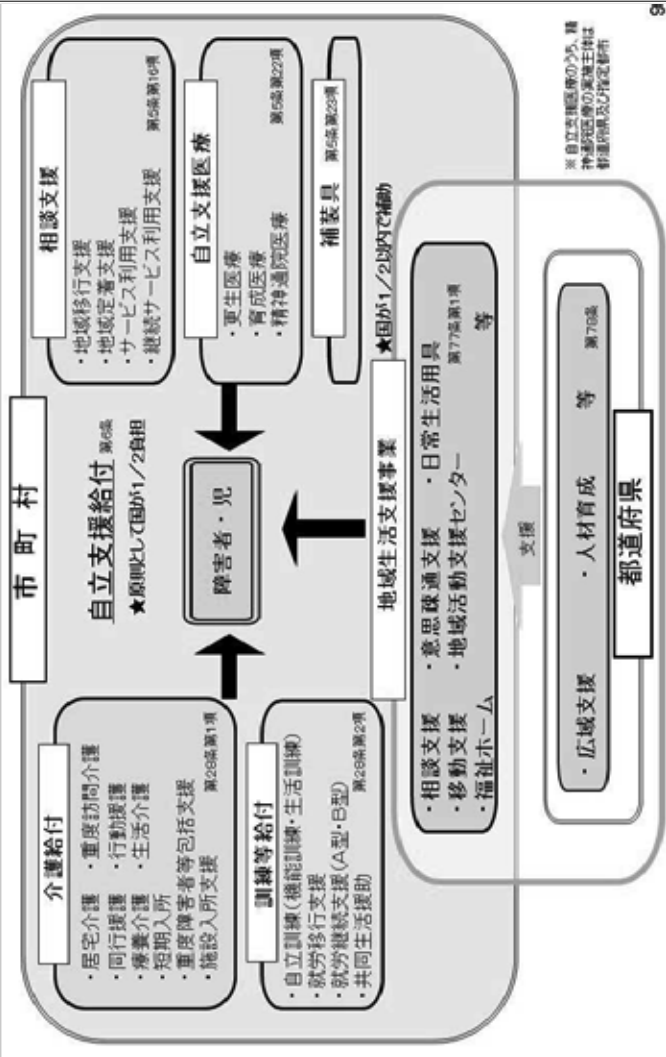 市町村
自立支援給付 第6条
★原則として国が1/2負担
介護給付
・居宅介護 ・重度訪問介護
・同行援護 ・行動援護
・療養介護 ・生活介護
・短期入所
・重度障害者等包括支援
・施設入所支援 第28条第1項
訓練等給付
・自立訓練(機能訓練・生活訓練)
・就労移行支援
・就労継続支援(A型・B型)
・共同生活援助 第28条第2項
障害者・児
相談支援
・地域移行支援
・地域定着支援
・サービス利用支援
・継続サービス利用支援 第5条第16項
自立支援医療
・更生医療
・育成医療
・精神通院医療 第5条第22項
補装具 第5条第23項
地域生活支援事業 ★国が1/2以内で補助
・相談支援 ・意思疎通支援 ・日常生活用具
・移動支援 ・地域活動支援センター 第77条第1項
・福祉ホーム 等
支援
・広域支援 ・人材育成 等 第78条
都道府県
※自立支援医療のうち、精
神通院医療の実施主体は
都道府県及び指定都市